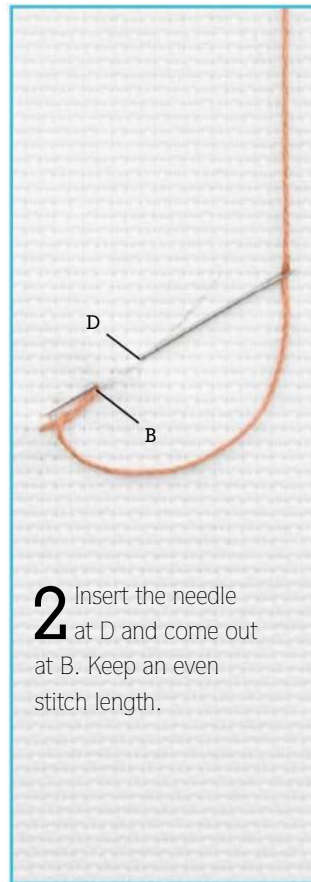 D
B
2 Insert the needle
at D and come out
at B. Keep an even
stitch length.